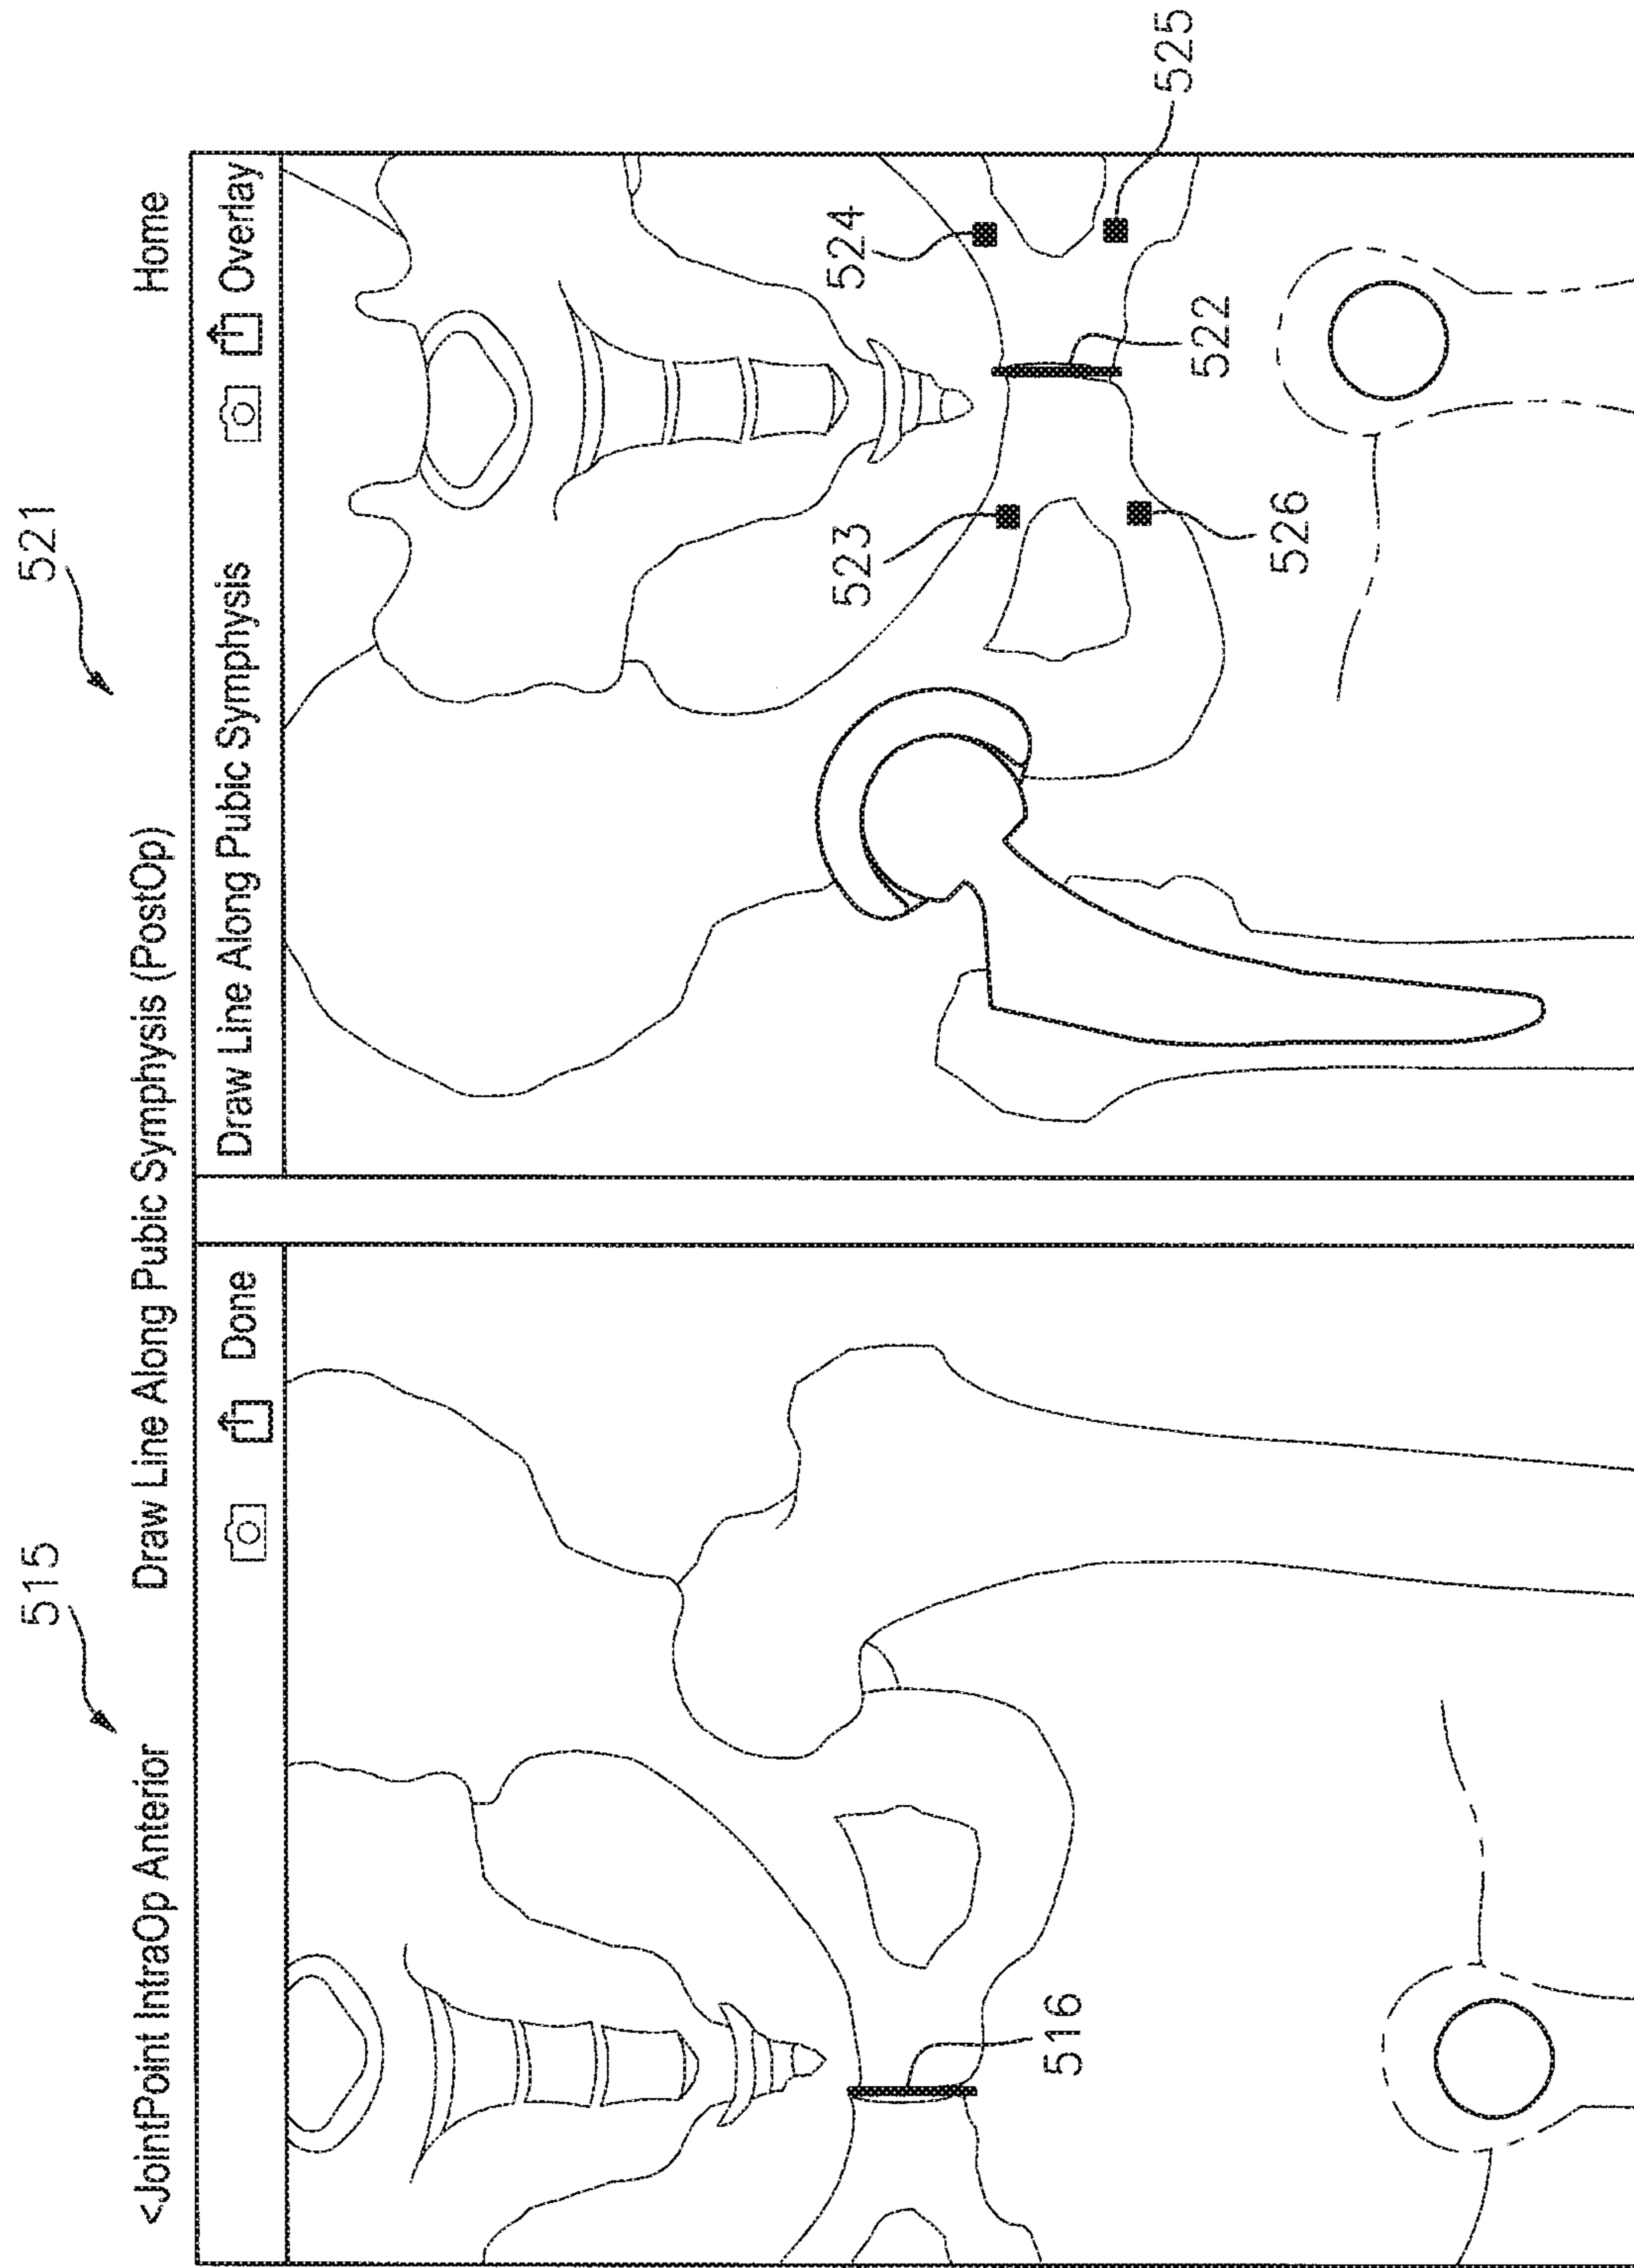 515
521
<JointPoint IntraOp Anterior
Draw Line Along Pubic Symphysis (PostOp)
Home
Done
Draw Line Along Pubic Symphysis
Overlay
516
523
524
525
522
526